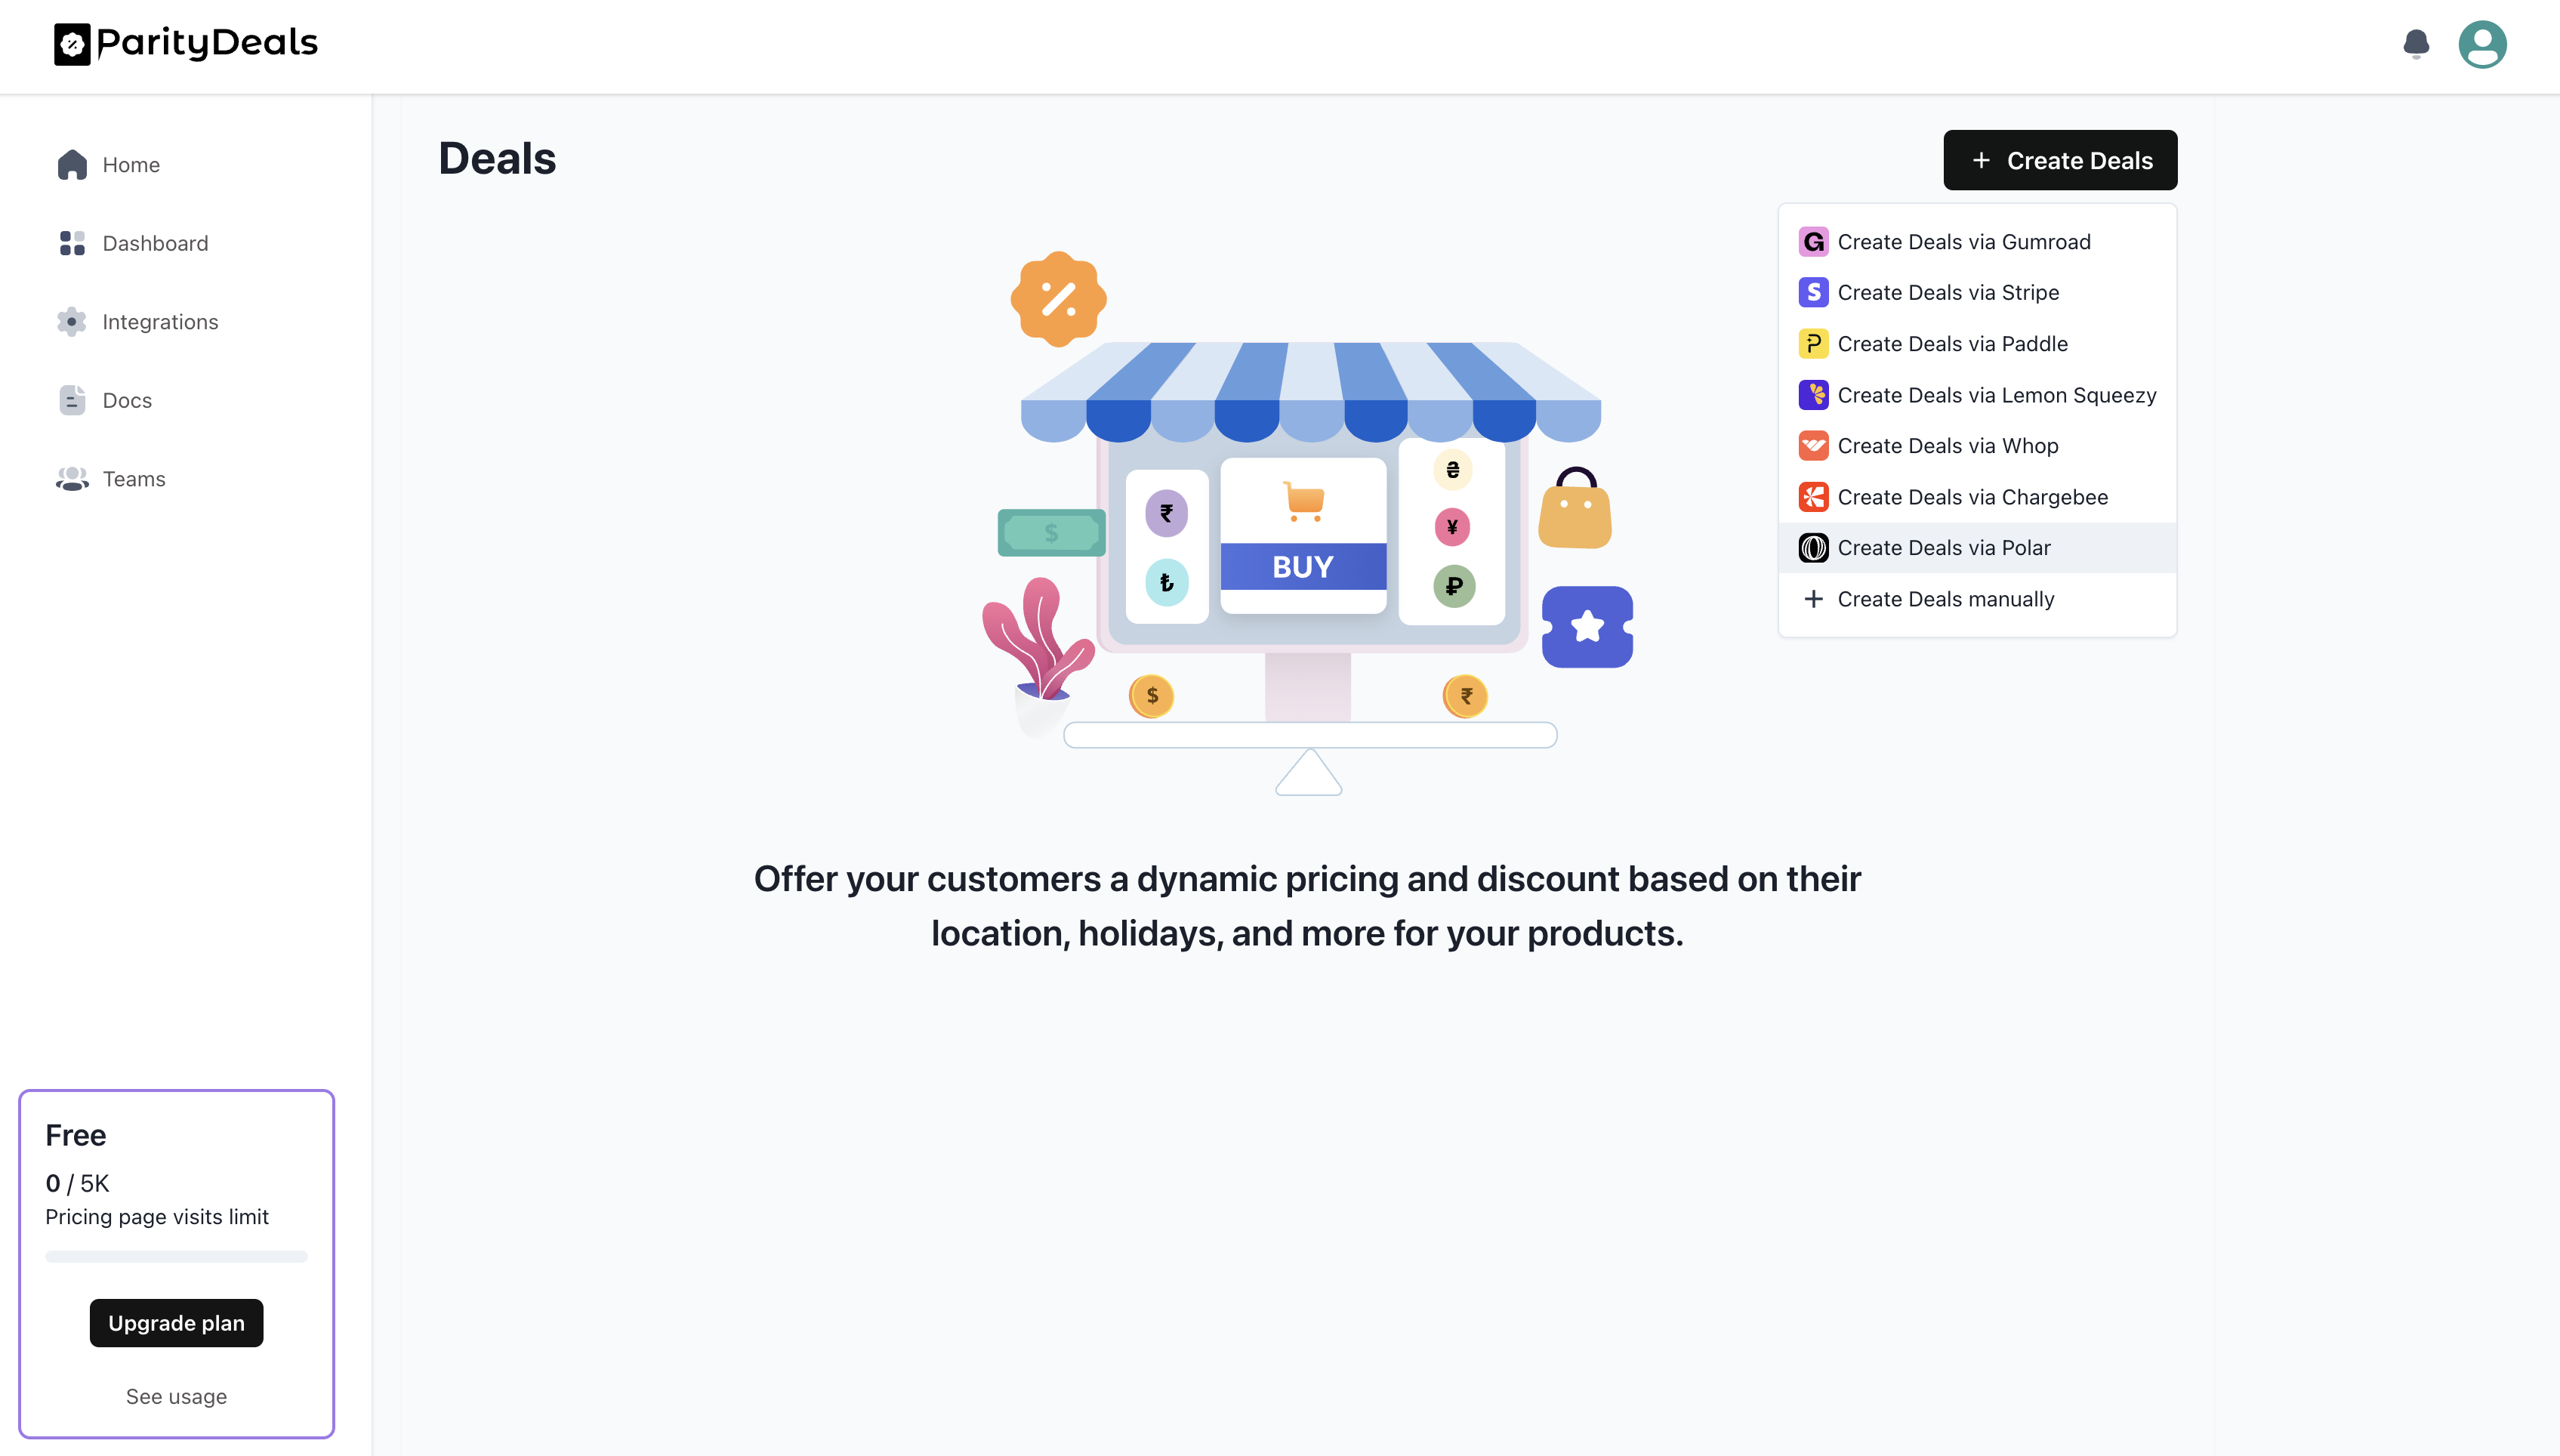 ParityDeals
Home
Dashboard
Integrations
Docs
Teams
Deals
+ Create Deals
Create Deals via Gumroad
Create Deals via Stripe
Create Deals via Paddle
Create Deals via Lemon Squeezy
Create Deals via Whop
Create Deals via Chargebee
Create Deals via Polar
+ Create Deals manually
₹
₺
BUY
₴
¥
₽
$
$
₹
Offer your customers a dynamic pricing and discount based on their
location, holidays, and more for your products.
Free
0 / 5K
Pricing page visits limit
Upgrade plan
See usage